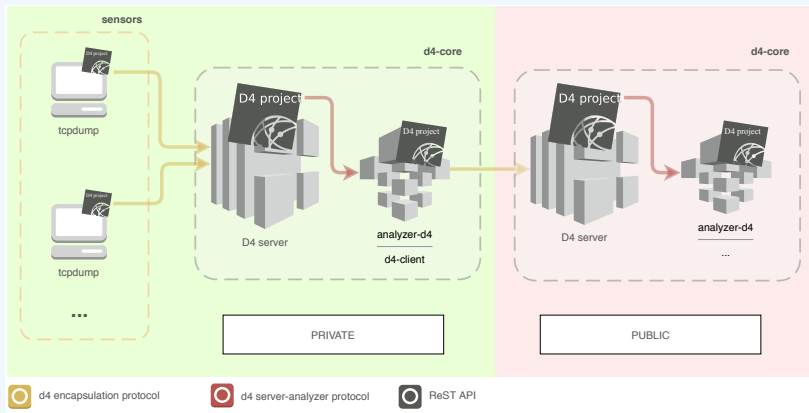 sensors
D4 project
tcpdump
D4 project
tcpdump
...
d4-core
D4 project
D4 server
D4 project
analyzer-d4
d4-client
PRIVATE
d4-core
D4 project
D4 server
D4 project
analyzer-d4
...
PUBLIC
d4 encapsulation protocol
d4 server-analyzer protocol
ReST API